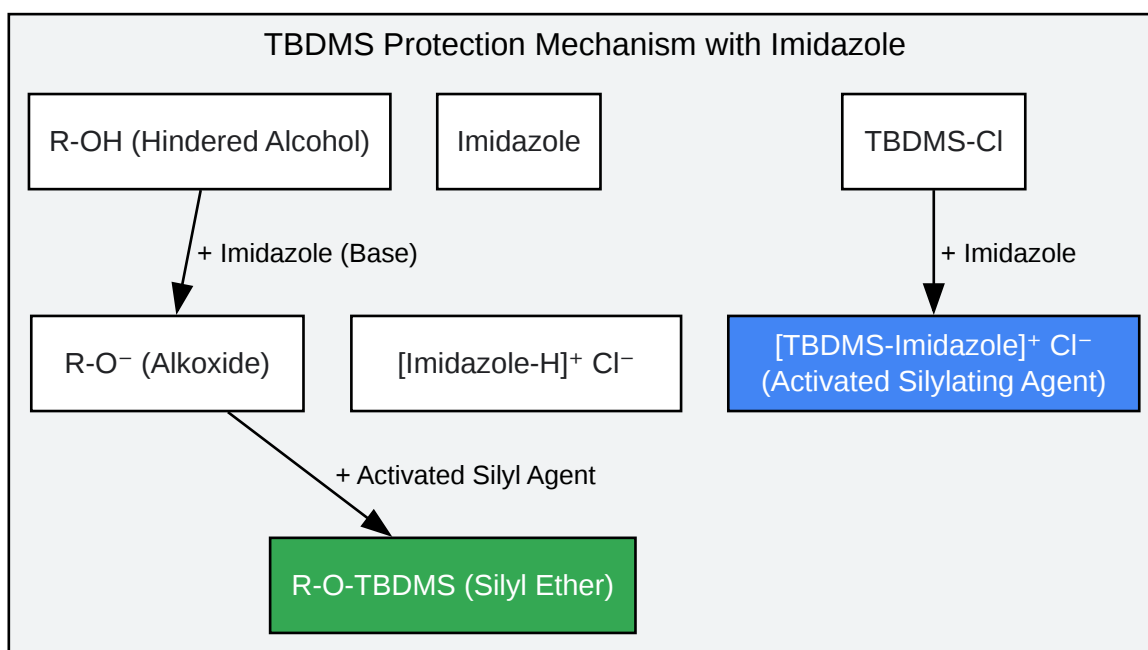 TBDMS Protection Mechanism with Imidazole
R-OH (Hindered Alcohol)
Imidazole
TBDMS-Cl
+ Imidazole (Base)
+ Imidazole
R-O⁻ (Alkoxide)
[Imidazole-H]⁺ Cl⁻
[TBDMS-Imidazole]⁺ Cl⁻
(Activated Silylating Agent)
+ Activated Silyl Agent
R-O-TBDMS (Silyl Ether)